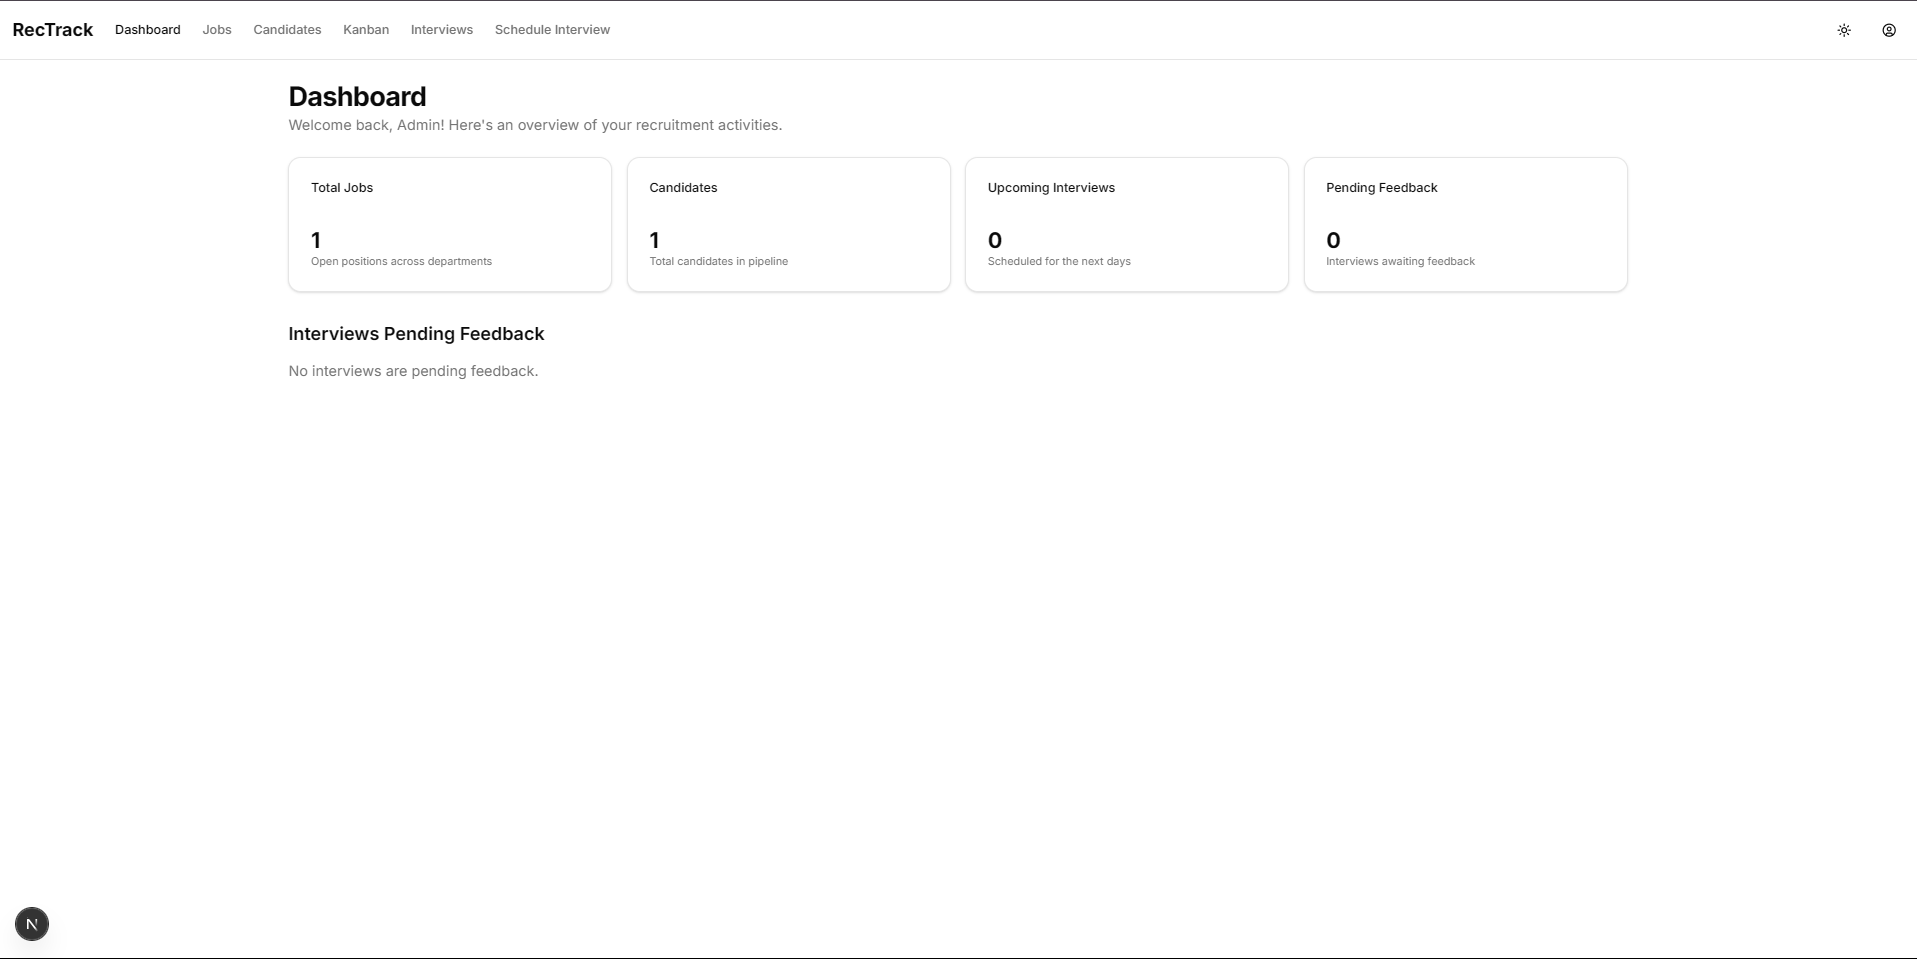 RecTrack Dashboard Jobs Candidates Kanban Interviews Schedule Interview
Dashboard
Welcome back, Admin! Here's an overview of your recruitment activities.
Total Jobs
1
Open positions across departments
Candidates
1
Total candidates in pipeline
Upcoming Interviews
0
Scheduled for the next days
Pending Feedback
0
Interviews awaiting feedback
Interviews Pending Feedback
No interviews are pending feedback.
N